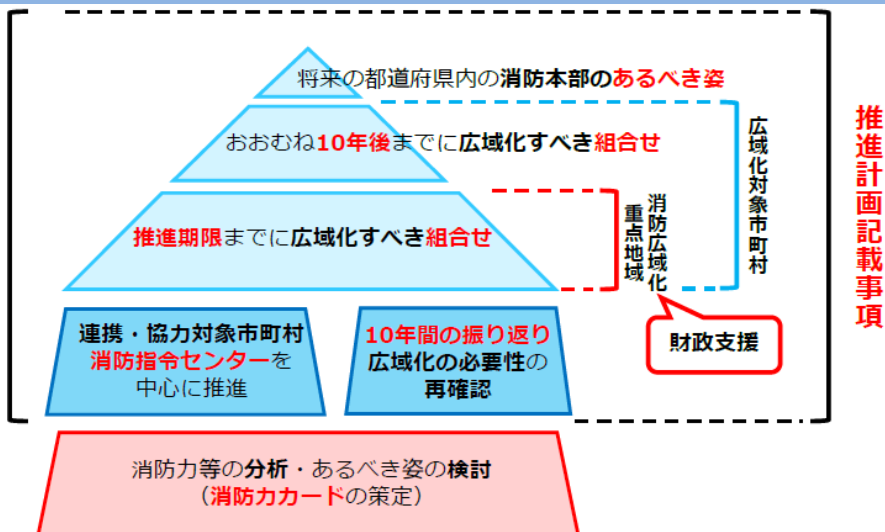 将来の都道府県内の消防本部のあるべき姿
おおむね10年後までに広域化すべき組合せ
推進期限までに広域化すべき組合せ
消防広域化
重点地域
広域化対象市町村
推進計画記載事項
財政支援
連携・協力対象市町村
消防指令センターを
中心に推進
10年間の振り返り
広域化の必要性の
再確認
消防力等の分析・あるべき姿の検討
（消防力カードの策定）